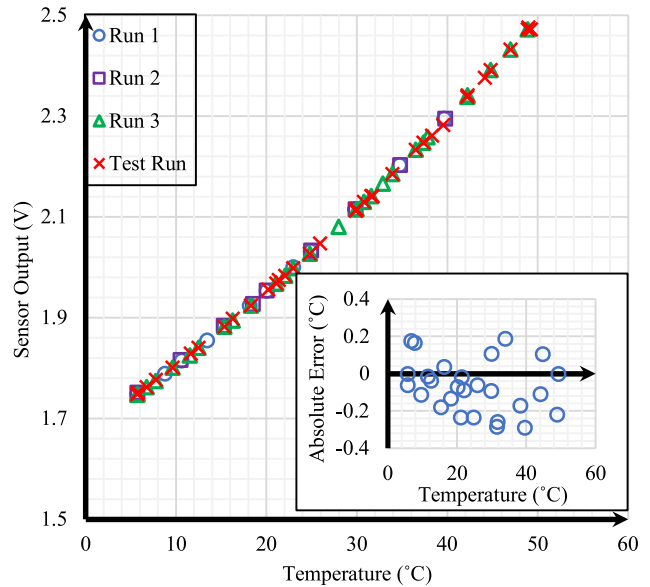 2.5
2.3
2.1
1.9
1.7
1.5
Sensor Output (V)
Run 1
Run 2
Run 3
Test Run
0.4
0.2
0
-0.2
-0.4
Absolute Error (˚C)
0 20 40 60
Temperature (˚C)
0 10 20 30 40 50 60
Temperature (˚C)